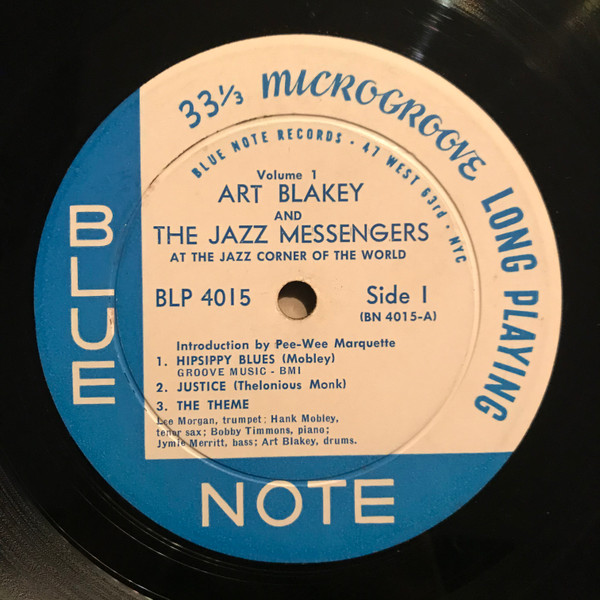 33⅓ MICROGROOVE LONG PLAYING
BLUE NOTE RECORDS · 47 WEST 63rd · NYC
Volume 1
ART BLAKEY
AND
THE JAZZ MESSENGERS
AT THE JAZZ CORNER OF THE WORLD
BLP 4015
Side 1
(BN 4015-A)
Introduction by Pee-Wee Marquette
1. HIPSIPPY BLUES (Mobley)
GROOVE MUSIC - BMI
2. JUSTICE (Thelonious Monk)
3. THE THEME
Lee Morgan, trumpet; Hank Mobley,
tenor sax; Bobby Timmons, piano;
Jymie Merritt, bass; Art Blakey, drums.
BLUE
NOTE